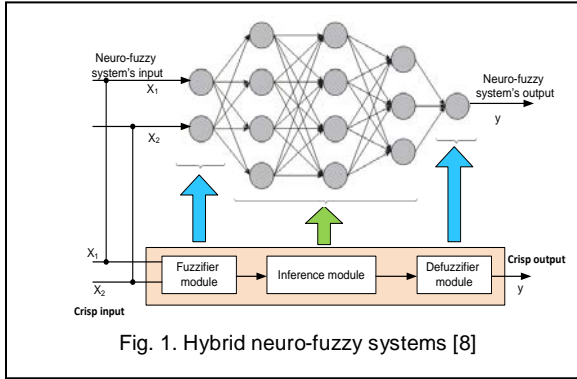 Neuro-fuzzy
system's input
X1
X2
Neuro-fuzzy
system's output
y
X1
X2
Crisp input
Fuzzifier
module
Inference module
Defuzzifier
module
Crisp output
y
Fig. 1. Hybrid neuro-fuzzy systems [8]